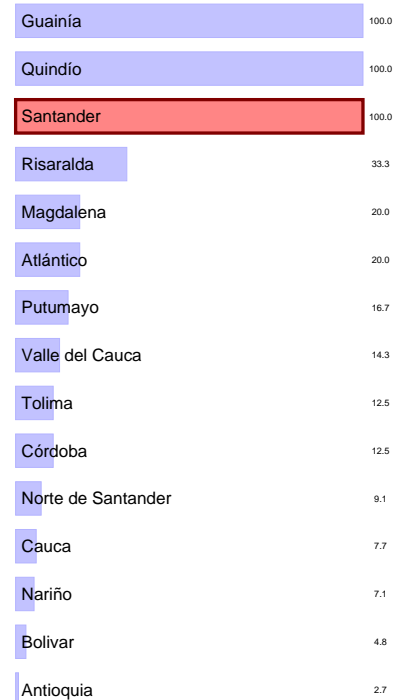 Guainía 100.0
Quindío 100.0
Santander 100.0
Risaralda 33.3
Magdalena 20.0
Atlántico 20.0
Putumayo 16.7
Valle del Cauca 14.3
Tolima 12.5
Córdoba 12.5
Norte de Santander 9.1
Cauca 7.7
Nariño 7.1
Bolivar 4.8
Antioquia 2.7